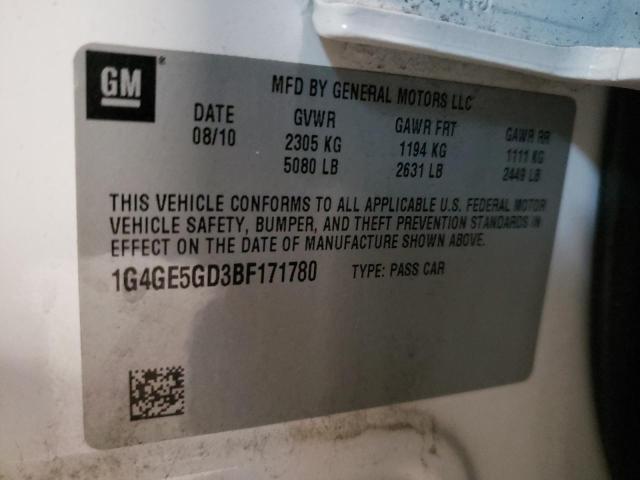 GM®
MFD BY GENERAL MOTORS LLC
DATE GVWR GAWR FRT GAWR RR
08/10 2305 KG 1194 KG 1111 KG
5080 LB 2631 LB 2449 LB
THIS VEHICLE CONFORMS TO ALL APPLICABLE U.S. FEDERAL MOTOR
VEHICLE SAFETY, BUMPER, AND THEFT PREVENTION STANDARDS IN
EFFECT ON THE DATE OF MANUFACTURE SHOWN ABOVE.
1G4GE5GD3BF171780 TYPE: PASS CAR